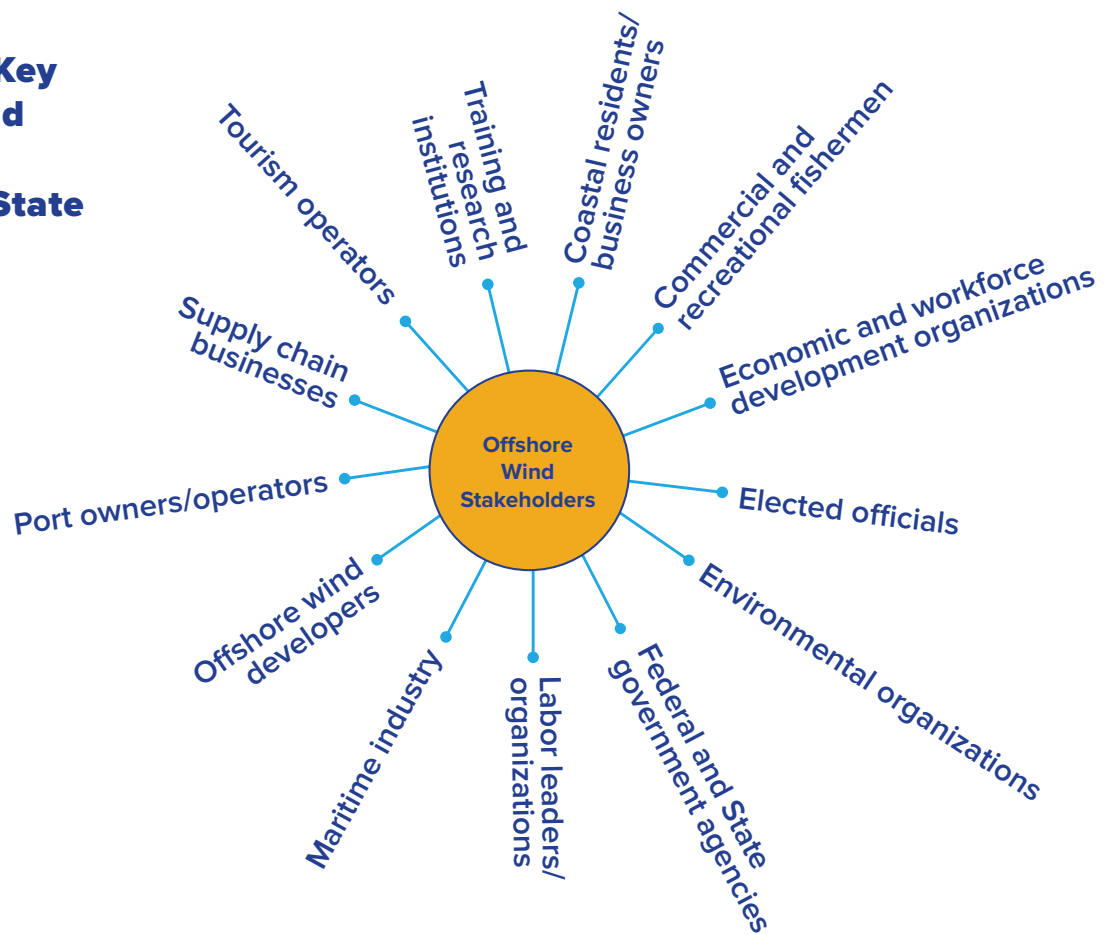 Key
d
State
Coastal residents/
business owners
Commercial and
recreational fishermen
Economic and workforce
development organizations
Elected officials
Environmental organizations
Federal and State
government agencies
Labor leaders/
organizations
Maritime industry
Offshore wind
developers
Port owners/operators
Supply chain
businesses
Tourism operators
Training and
research
institutions
Offshore
Wind
Stakeholders